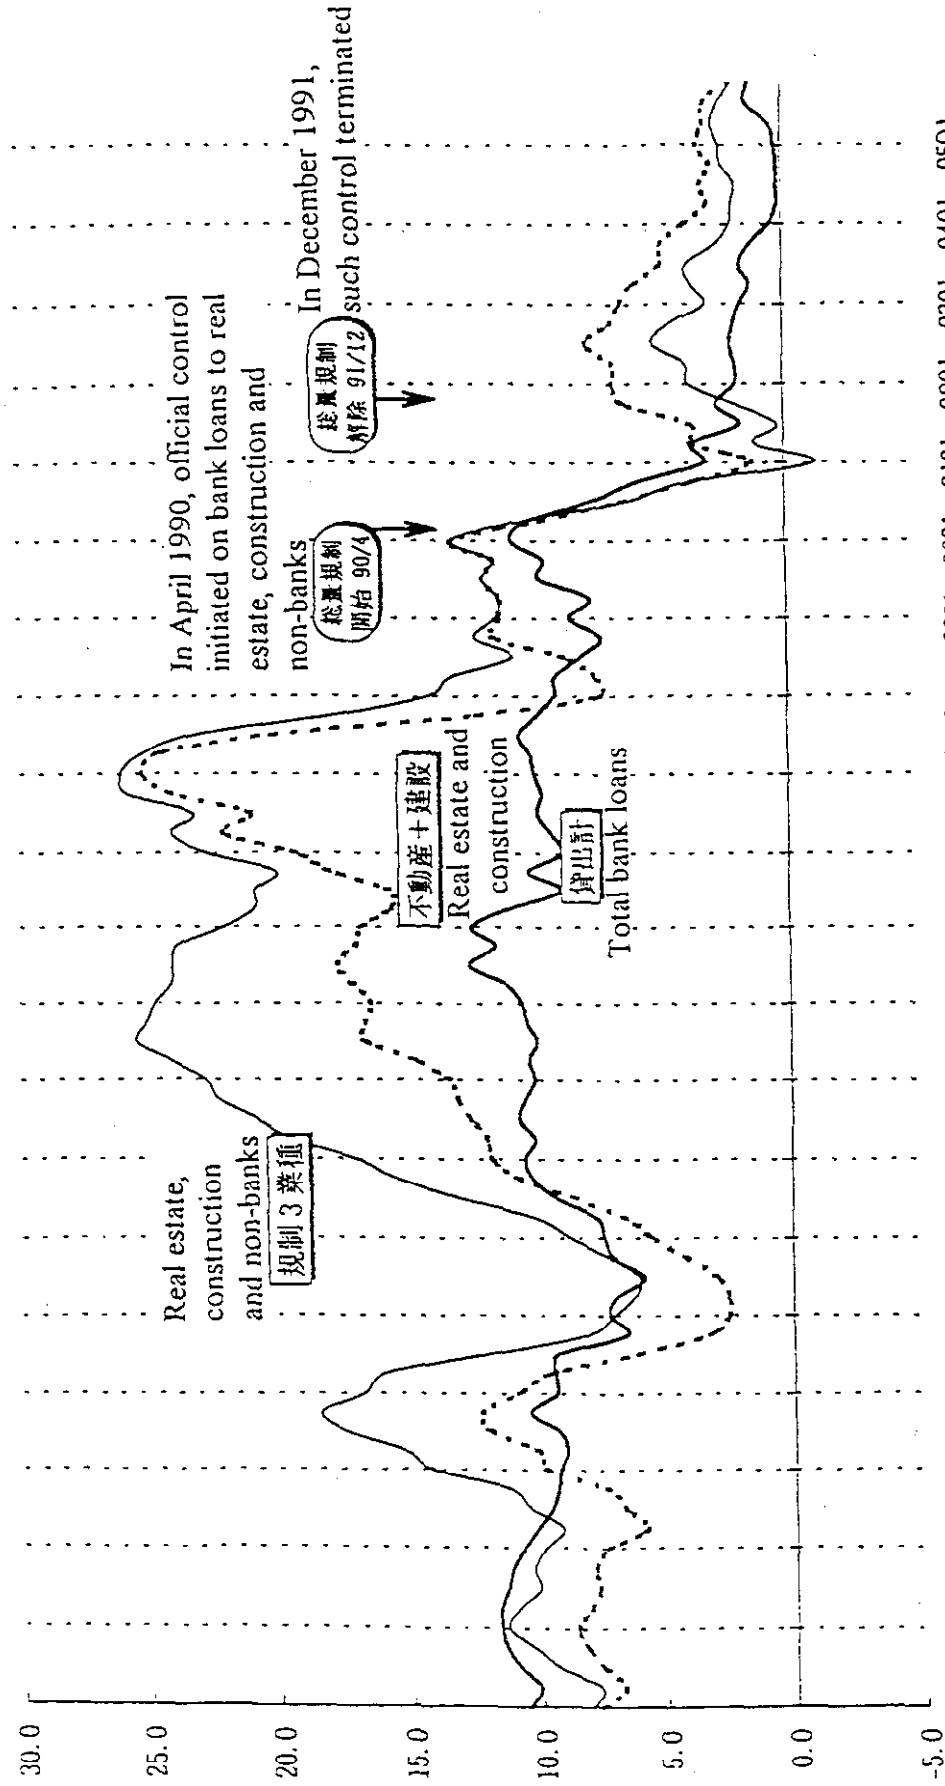 30.0
25.0
20.0
15.0
10.0
5.0
0.0
-5.0
Real estate,
construction
and non-banks
規制3業種
不動産+建設
Real estate and
construction
貸出計
Total bank loans
In April 1990, official control
initiated on bank loans to real
estate, construction and
non-banks
総量規制
開始 90/4
In December 1991,
such control terminated
総量規制
解除 91/12